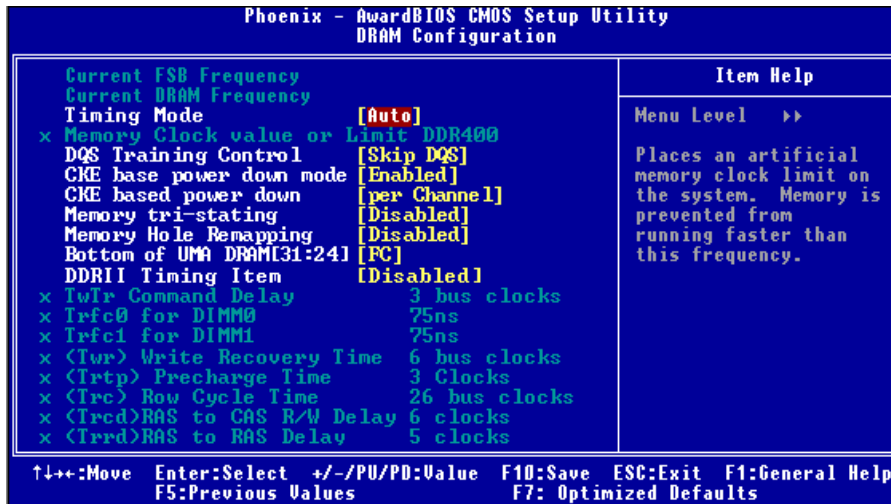 Phoenix - AwardBIOS CMOS Setup Utility
DRAM Configuration
Current FSB Frequency
Current DRAM Frequency
Timing Mode [Auto]
x Memory Clock value or Limit DDR400
DQS Training Control [Skip DQS]
CKE base power down mode [Enabled]
CKE based power down [per Channel]
Memory tri-stating [Disabled]
Memory Hole Remapping [Disabled]
Bottom of UMA DRAM[31:24] [FC]
DDRII Timing Item [Disabled]
x TwTr Command Delay 3 bus clocks
x Trfc0 for DIMM0 75ns
x Trfc1 for DIMM1 75ns
x (Twr) Write Recovery Time 6 bus clocks
x (Trtp) Precharge Time 3 Clocks
x (Trc) Row Cycle Time 26 bus clocks
x (Trcd)RAS to CAS R/W Delay 6 clocks
x (Trrd)RAS to RAS Delay 5 clocks
Item Help
Menu Level ►►
Places an artificial
memory clock limit on
the system. Memory is
prevented from
running faster than
this frequency.
↑↓→←:Move Enter:Select +/-/PU/PD:Value F10:Save ESC:Exit F1:General Help
F5:Previous Values F7: Optimized Defaults